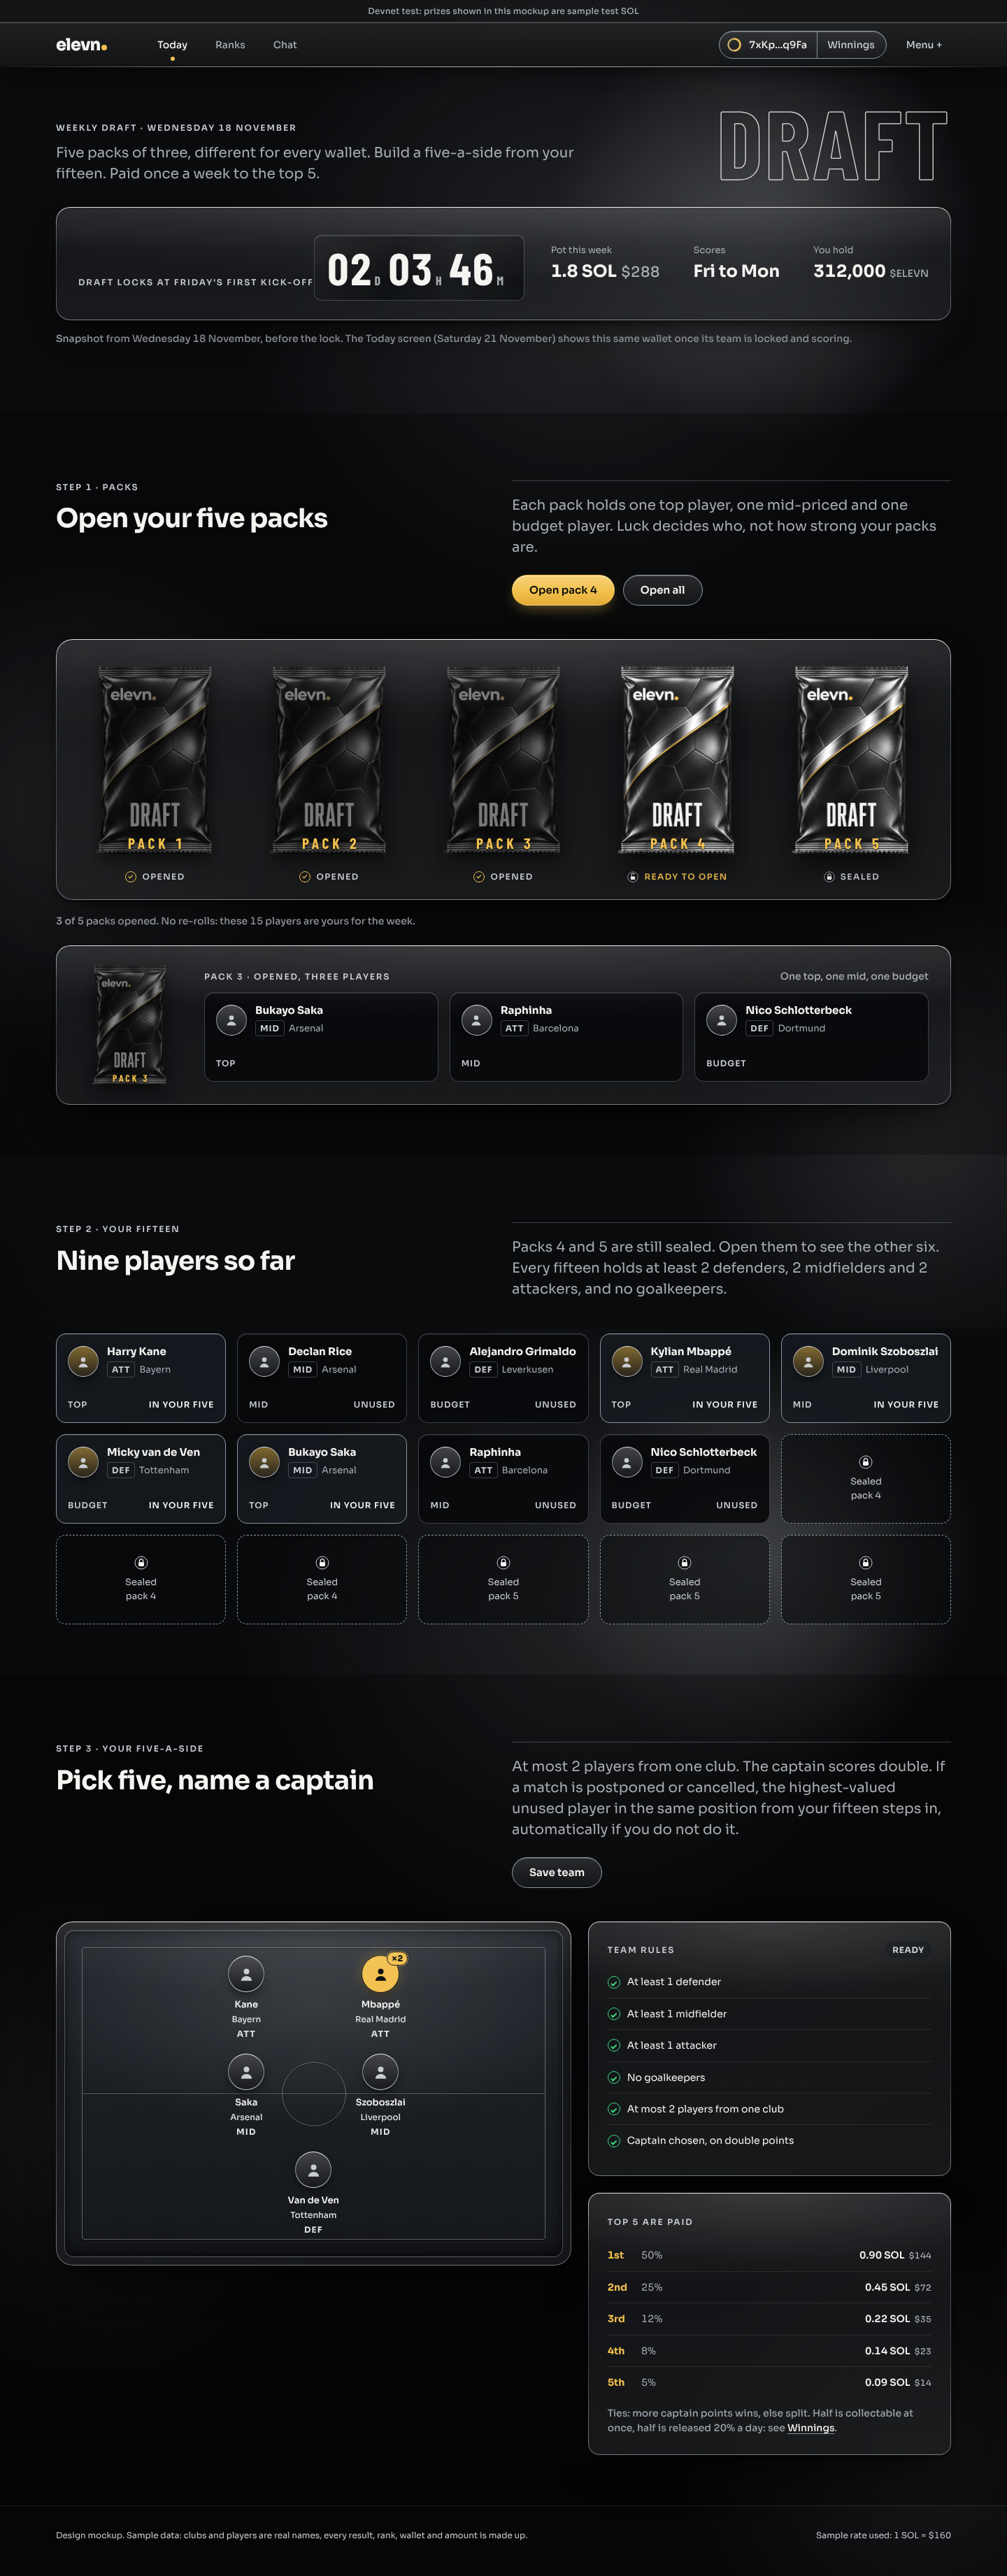 Devnet test: prizes shown in this mockup are sample test SOL
elevn.
Today
Ranks
Chat
7xKp...q9Fa
Winnings
Menu +
WEEKLY DRAFT · WEDNESDAY 18 NOVEMBER
Five packs of three, different for every wallet. Build a five-a-side from your
fifteen. Paid once a week to the top 5.
DRAFT
DRAFT LOCKS AT FRIDAY'S FIRST KICK-OFF
02 D 03 H 46 M
Pot this week
1.8 SOL $288
Scores
Fri to Mon
You hold
312,000 $ELEVN
Snapshot from Wednesday 18 November, before the lock. The Today screen (Saturday 21 November) shows this same wallet once its team is locked and scoring.
STEP 1 · PACKS
Open your five packs
Each pack holds one top player, one mid-priced and one
budget player. Luck decides who, not how strong your packs
are.
Open pack 4
Open all
elevn.
DRAFT
PACK 1
OPENED
elevn.
DRAFT
PACK 2
OPENED
elevn.
DRAFT
PACK 3
OPENED
elevn.
DRAFT
PACK 4
READY TO OPEN
elevn.
DRAFT
PACK 5
SEALED
3 of 5 packs opened. No re-rolls: these 15 players are yours for the week.
elevn.
DRAFT
PACK 3
PACK 3 · OPENED, THREE PLAYERS
One top, one mid, one budget
Bukayo Saka
MID Arsenal
TOP
Raphinha
ATT Barcelona
MID
Nico Schlotterbeck
DEF Dortmund
BUDGET
STEP 2 · YOUR FIFTEEN
Nine players so far
Packs 4 and 5 are still sealed. Open them to see the other six.
Every fifteen holds at least 2 defenders, 2 midfielders and 2
attackers, and no goalkeepers.
Harry Kane
ATT Bayern
TOP IN YOUR FIVE
Declan Rice
MID Arsenal
MID UNUSED
Alejandro Grimaldo
DEF Leverkusen
BUDGET UNUSED
Kylian Mbappé
ATT Real Madrid
TOP IN YOUR FIVE
Dominik Szoboszlai
MID Liverpool
MID IN YOUR FIVE
Micky van de Ven
DEF Tottenham
BUDGET IN YOUR FIVE
Bukayo Saka
MID Arsenal
TOP IN YOUR FIVE
Raphinha
ATT Barcelona
MID UNUSED
Nico Schlotterbeck
DEF Dortmund
BUDGET UNUSED
Sealed
pack 4
Sealed
pack 4
Sealed
pack 4
Sealed
pack 5
Sealed
pack 5
Sealed
pack 5
STEP 3 · YOUR FIVE-A-SIDE
Pick five, name a captain
At most 2 players from one club. The captain scores double. If
a match is postponed or cancelled, the highest-valued
unused player in the same position from your fifteen steps in,
automatically if you do not do it.
Save team
Kane
Bayern
ATT
×2
Mbappé
Real Madrid
ATT
Saka
Arsenal
MID
Szoboszlai
Liverpool
MID
Van de Ven
Tottenham
DEF
TEAM RULES
READY
At least 1 defender
At least 1 midfielder
At least 1 attacker
No goalkeepers
At most 2 players from one club
Captain chosen, on double points
TOP 5 ARE PAID
1st 50% 0.90 SOL $144
2nd 25% 0.45 SOL $72
3rd 12% 0.22 SOL $35
4th 8% 0.14 SOL $23
5th 5% 0.09 SOL $14
Ties: more captain points wins, else split. Half is collectable at
once, half is released 20% a day: see Winnings.
Design mockup. Sample data: clubs and players are real names, every result, rank, wallet and amount is made up.
Sample rate used: 1 SOL = $160